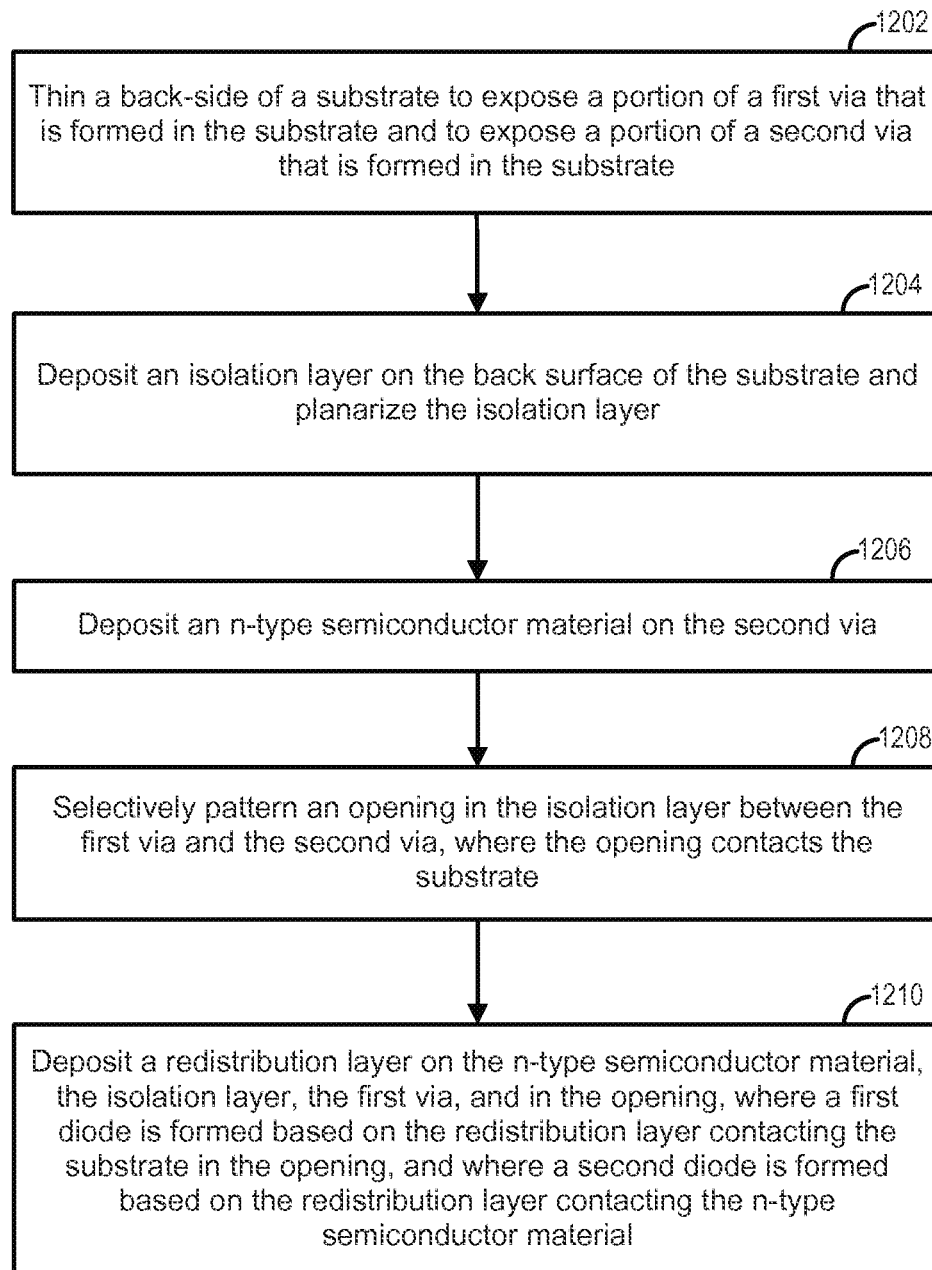 1202
Thin a back-side of a substrate to expose a portion of a first via that
is formed in the substrate and to expose a portion of a second via
that is formed in the substrate
1204
Deposit an isolation layer on the back surface of the substrate and
planarize the isolation layer
1206
Deposit an n-type semiconductor material on the second via
1208
Selectively pattern an opening in the isolation layer between the
first via and the second via, where the opening contacts the
substrate
1210
Deposit a redistribution layer on the n-type semiconductor material,
the isolation layer, the first via, and in the opening, where a first
diode is formed based on the redistribution layer contacting the
substrate in the opening, and where a second diode is formed
based on the redistribution layer contacting the n-type
semiconductor material